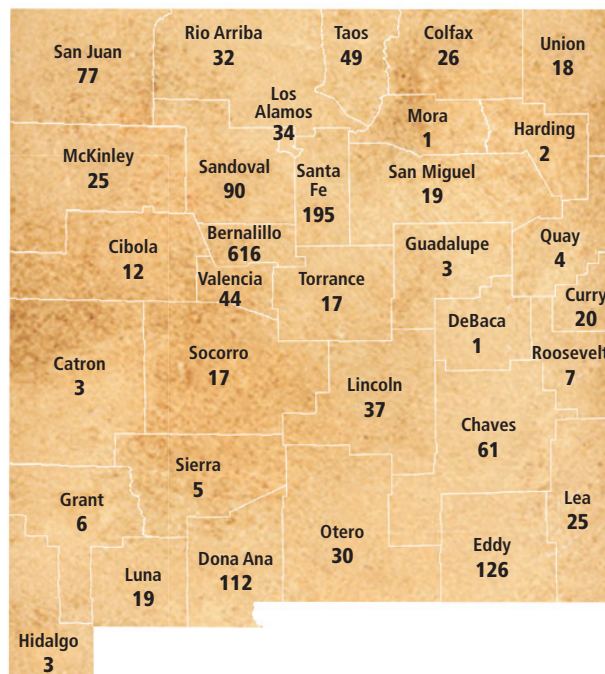 San Juan
77
Rio Arriba
32
Taos
49
Colfax
26
Union
18
Los
Alamos
34
Mora
1
Harding
2
McKinley
25
Sandoval
90
Santa
Fe
195
San Miguel
19
Bernalillo
616
Cibola
12
Guadalupe
3
Quay
4
Valencia
44
Torrance
17
Curry
20
DeBaca
1
Roosevelt
7
Catron
3
Socorro
17
Lincoln
37
Chaves
61
Sierra
5
Grant
6
Lea
25
Otero
30
Eddy
126
Dona Ana
112
Luna
19
Hidalgo
3